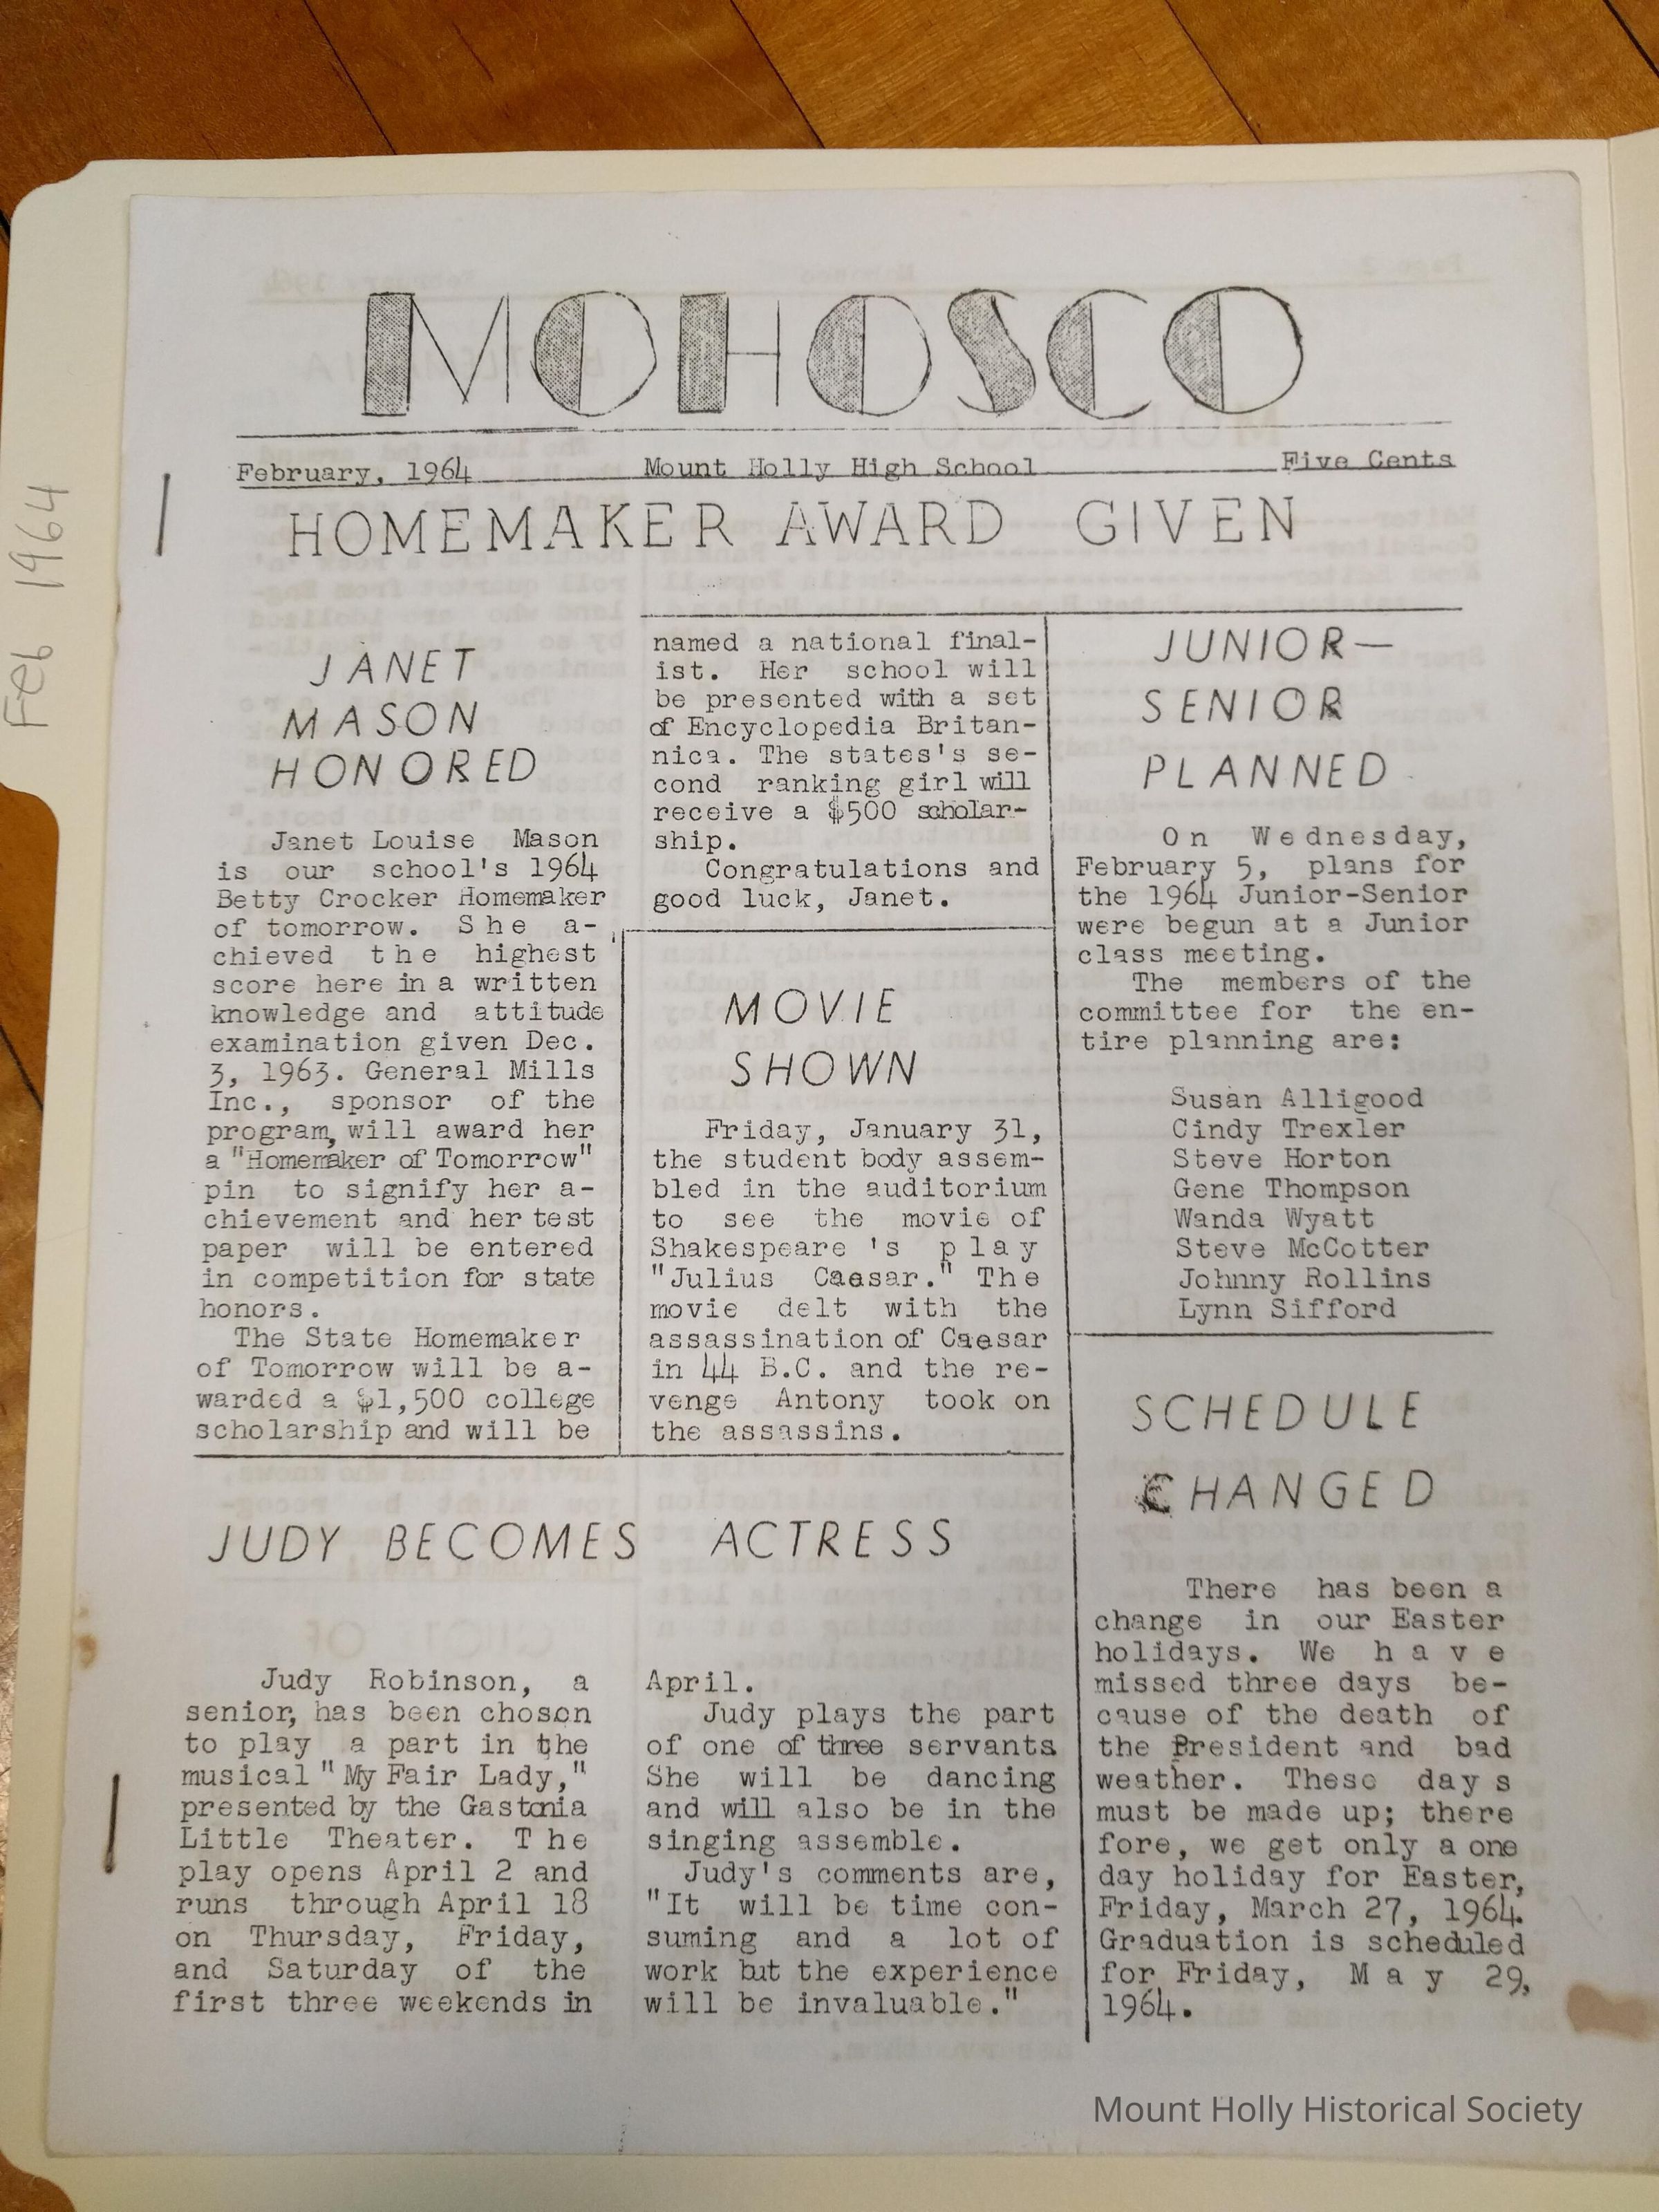 Feb 1964
MOHOSCO
February, 1964 Mount Holly High School Five Cents
HOMEMAKER AWARD GIVEN
JANET
MASON
HONORED
Janet Louise Mason
is our school's 1964
Betty Crocker Homemaker
of tomorrow. She a-
chieved the highest
score here in a written
knowledge and attitude
examination given Dec.
3, 1963. General Mills
Inc., sponsor of the
program, will award her
a "Homemaker of Tomorrow"
pin to signify her a-
chievement and her test
paper will be entered
in competition for state
honors.
The State Homemaker
of Tomorrow will be a-
warded a $1,500 college
scholarship and will be
named a national final-
ist. Her school will
be presented with a set
of Encyclopedia Britan-
nica. The states's se-
cond ranking girl will
receive a $500 scholar-
ship.
Congratulations and
good luck, Janet.
MOVIE
SHOWN
Friday, January 31,
the student body assem-
bled in the auditorium
to see the movie of
Shakespeare 's play
"Julius Caesar." The
movie delt with the
assassination of Caesar
in 44 B.C. and the re-
venge Antony took on
the assassins.
JUNIOR—
SENIOR
PLANNED
On Wednesday,
February 5, plans for
the 1964 Junior-Senior
were begun at a Junior
class meeting.
The members of the
committee for the en-
tire planning are:
Susan Alligood
Cindy Trexler
Steve Horton
Gene Thompson
Wanda Wyatt
Steve McCotter
Johnny Rollins
Lynn Sifford
JUDY BECOMES ACTRESS
Judy Robinson, a
senior, has been chosen
to play a part in the
musical "My Fair Lady,"
presented by the Gastonia
Little Theater. The
play opens April 2 and
runs through April 18
on Thursday, Friday,
and Saturday of the
first three weekends in
April.
Judy plays the part
of one of three servants
She will be dancing
and will also be in the
singing assemble.
Judy's comments are,
"It will be time con-
suming and a lot of
work but the experience
will be invaluable."
SCHEDULE
CHANGED
There has been a
change in our Easter
holidays. We have
missed three days be-
cause of the death of
the President and bad
weather. These days
must be made up; there
fore, we get only a one
day holiday for Easter,
Friday, March 27, 1964.
Graduation is scheduled
for Friday, May 29,
1964.
Mount Holly Historical Society